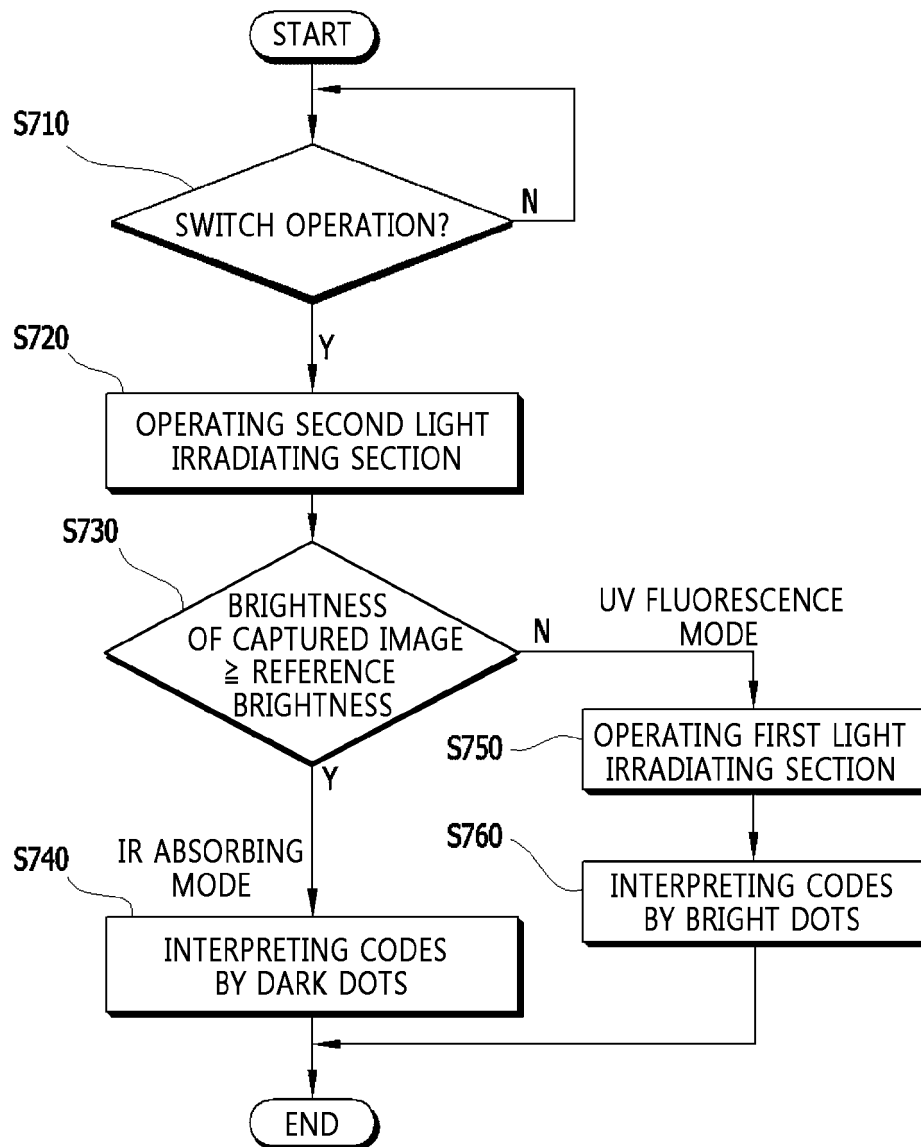 START
S710
SWITCH OPERATION?
N
Y
S720
OPERATING SECOND LIGHT
IRRADIATING SECTION
S730
BRIGHTNESS
OF CAPTURED IMAGE
≧ REFERENCE
BRIGHTNESS
N
UV FLUORESCENCE
MODE
Y
S750
OPERATING FIRST LIGHT
IRRADIATING SECTION
S740
IR ABSORBING
MODE
S760
INTERPRETING CODES
BY BRIGHT DOTS
INTERPRETING CODES
BY DARK DOTS
END